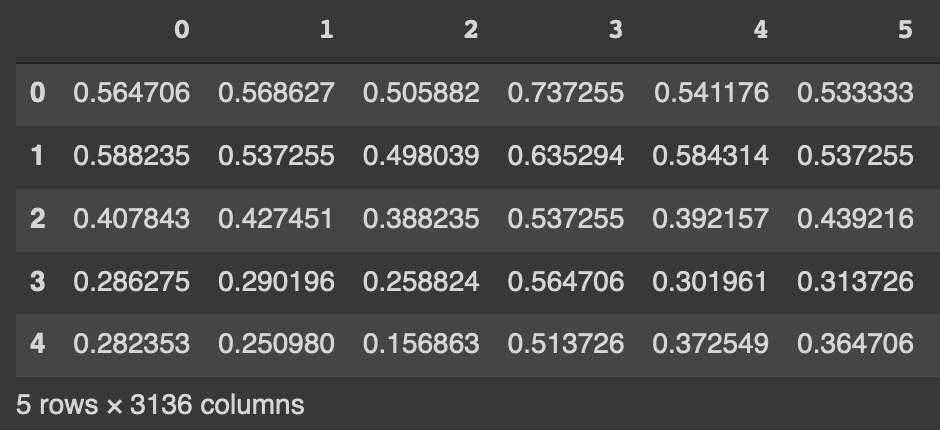 0 1 2 3 4 5
0 0.564706 0.568627 0.505882 0.737255 0.541176 0.533333
1 0.588235 0.537255 0.498039 0.635294 0.584314 0.537255
2 0.407843 0.427451 0.388235 0.537255 0.392157 0.439216
3 0.286275 0.290196 0.258824 0.564706 0.301961 0.313726
4 0.282353 0.250980 0.156863 0.513726 0.372549 0.364706
5 rows × 3136 columns